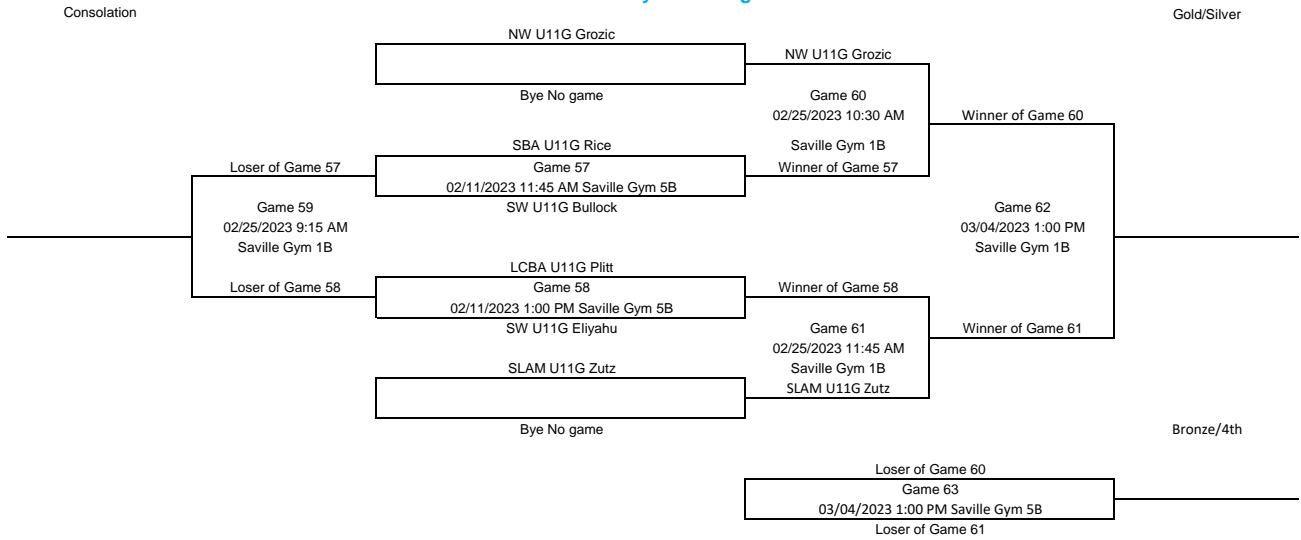 Consolation
Gold/Silver
NW U11G Grozic
NW U11G Grozic
Bye No game
Game 60
02/25/2023 10:30 AM
Winner of Game 60
SBA U11G Rice
Saville Gym 1B
Loser of Game 57
Game 57
Winner of Game 57
02/11/2023 11:45 AM Saville Gym 5B
Game 59
SW U11G Bullock
Game 62
02/25/2023 9:15 AM
03/04/2023 1:00 PM
Saville Gym 1B
Saville Gym 1B
LCBA U11G Plitt
Loser of Game 58
Game 58
Winner of Game 58
02/11/2023 1:00 PM Saville Gym 5B
SW U11G Eliyahu
Game 61
Winner of Game 61
02/25/2023 11:45 AM
SLAM U11G Zutz
Saville Gym 1B
SLAM U11G Zutz
Bye No game
Bronze/4th
Loser of Game 60
Game 63
03/04/2023 1:00 PM Saville Gym 5B
Loser of Game 61